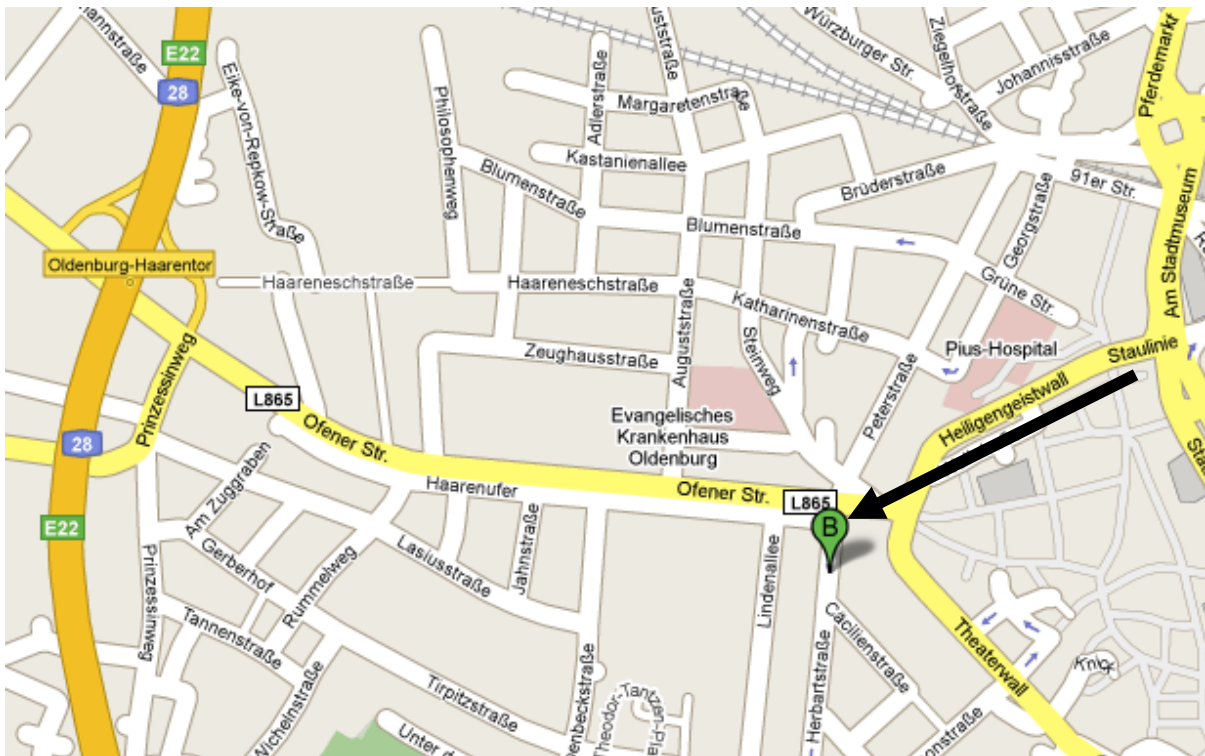 E22
28
Eike-von-Repkow-Straße
Philosophenweg
Adlerstraße
Margaretenstraße
Würzburger Str.
Ziegelhofstraße
Johannisstraße
Pferdemarkt
Kastanienallee
Blumenstraße
Blumenstraße
Brüderstraße
91er Str.
Georgstraße
Am Stadtmuseum
Oldenburg-Haarentor
Haareneschstraße
Haareneschstraße
Katharinenstraße
Grüne Str.
Zeughausstraße
Auguststraße
Steinweg
Pius-Hospital
Staulinie
Heiligengeistwall
Peterstraße
Prinzessinweg
L865
Ofener Str.
Evangelisches
Krankenhaus
Oldenburg
28
Haarenufer
Ofener Str.
L865
B
E22
Am Zuggraben
Gerberhof
Lasiusstraße
Jahnstraße
Lindenallee
Prinzessinweg
Rummelweg
Tannenstraße
Cäcilienstraße
Theaterwall
Herbartstraße
Tirpitzstraße
Wichelnstraße
Knick